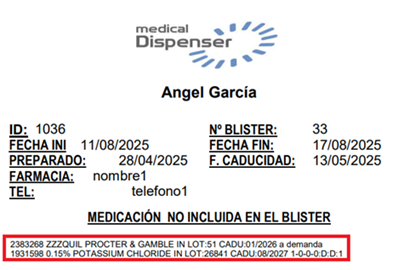 medical
Dispenser
Angel García
ID: 1036 Nº BLISTER: 33
FECHA INI 11/08/2025 FECHA FIN: 17/08/2025
PREPARADO: 28/04/2025 F. CADUCIDAD: 13/05/2025
FARMACIA: nombre1
TEL: telefono1
MEDICACIÓN NO INCLUIDA EN EL BLISTER
2383268 ZZZQUIL PROCTER & GAMBLE IN LOT:51 CADU:01/2026 a demanda
1931598 0.15% POTASSIUM CHLORIDE IN LOT:26841 CADU:08/2027 1-0-0-0:D:D:1